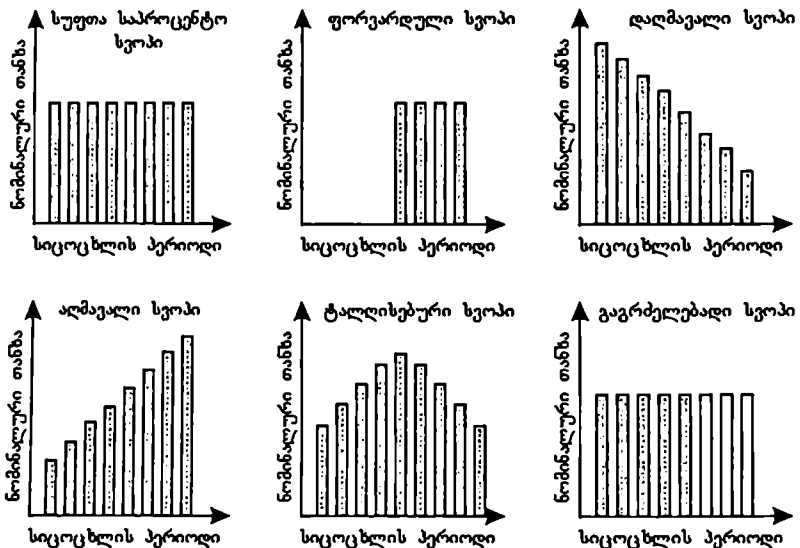 სუფთა საპროცენტო
სვოპი
ნომინალური თანხა
სიცოცხლის პერიოდი
ფორვარდული სვოპი
ნომინალური თანხა
სიცოცხლის პერიოდი
დაღმავალი სვოპი
ნომინალური თანხა
სიცოცხლის პერიოდი
აღმავალი სვოპი
ნომინალური თანხა
სიცოცხლის პერიოდი
ტალღისებური სვოპი
ნომინალური თანხა
სიცოცხლის პერიოდი
გაგრძელებადი სვოპი
ნომინალური თანხა
სიცოცხლის პერიოდი